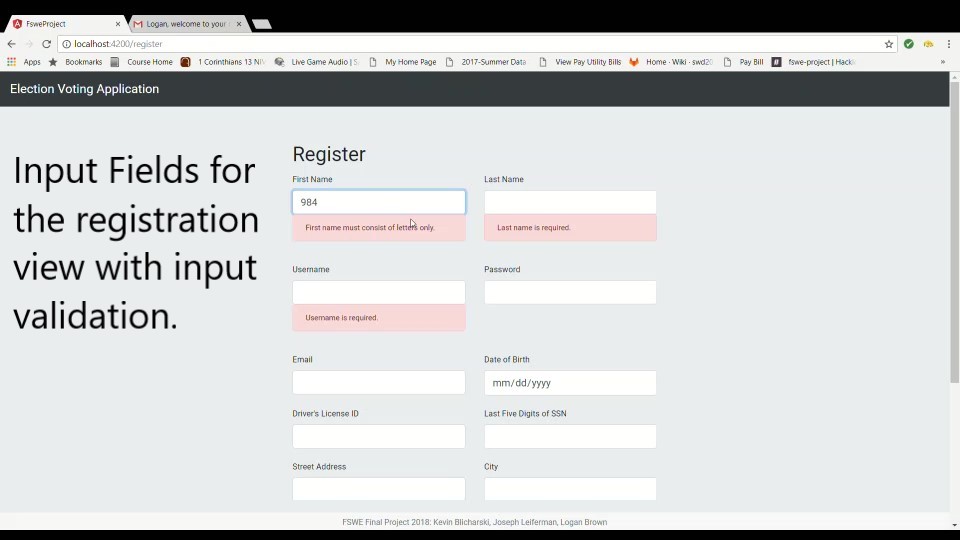 FsweProject
Logan, welcome to your
localhost:4200/register
Apps Bookmarks Course Home 1 Corinthians 13 NIV Live Game Audio | S My Home Page 2017-Summer Data View Pay Utility Bills Home · Wiki · swd20 Pay Bill fswe-project | Hack »
Election Voting Application
Input Fields for
the registration
view with input
validation.
Register
First Name Last Name
984
First name must consist of letters only. Last name is required.
Username Password
Username is required.
Email Date of Birth
mm/dd/yyyy
Driver's License ID Last Five Digits of SSN
Street Address City
FSWE Final Project 2018: Kevin Blicharski, Joseph Leiferman, Logan Brown